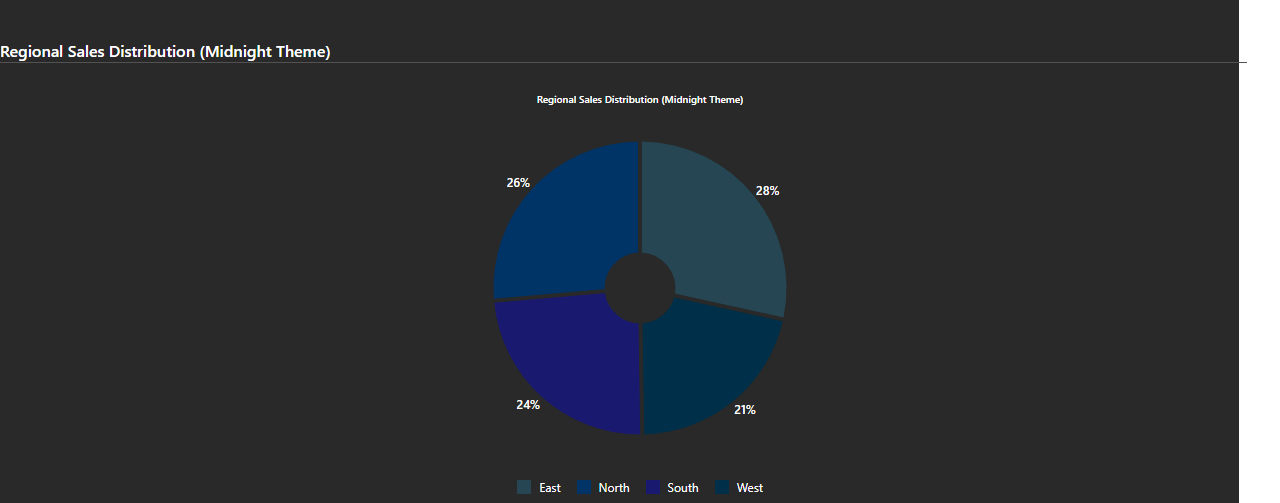 Regional Sales Distribution (Midnight Theme)
Regional Sales Distribution (Midnight Theme)
26%
28%
24%
21%
East North South West